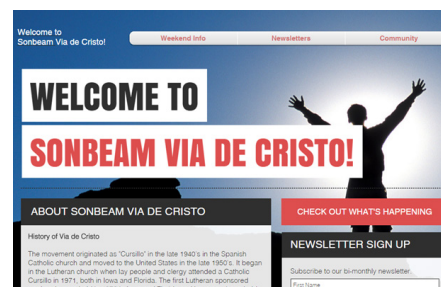 Welcome to
Sonbeam Via de Cristo!
Weekend Info
Newsletters
Community
WELCOME TO
SONBEAM VIA DE CRISTO!
ABOUT SONBEAM VIA DE CRISTO
History of Via de Cristo
The movement originated as "Cursillo" in the late 1940's in the Spanish
Catholic church and moved to the United States in the late 1950's. It began
in the Lutheran church when lay people and clergy attended a Catholic
Cursillo in 1971, both in Iowa and Florida. The first Lutheran sponsored
CHECK OUT WHAT'S HAPPENING
NEWSLETTER SIGN UP
Subscribe to our bi-monthly newsletter.
First Name